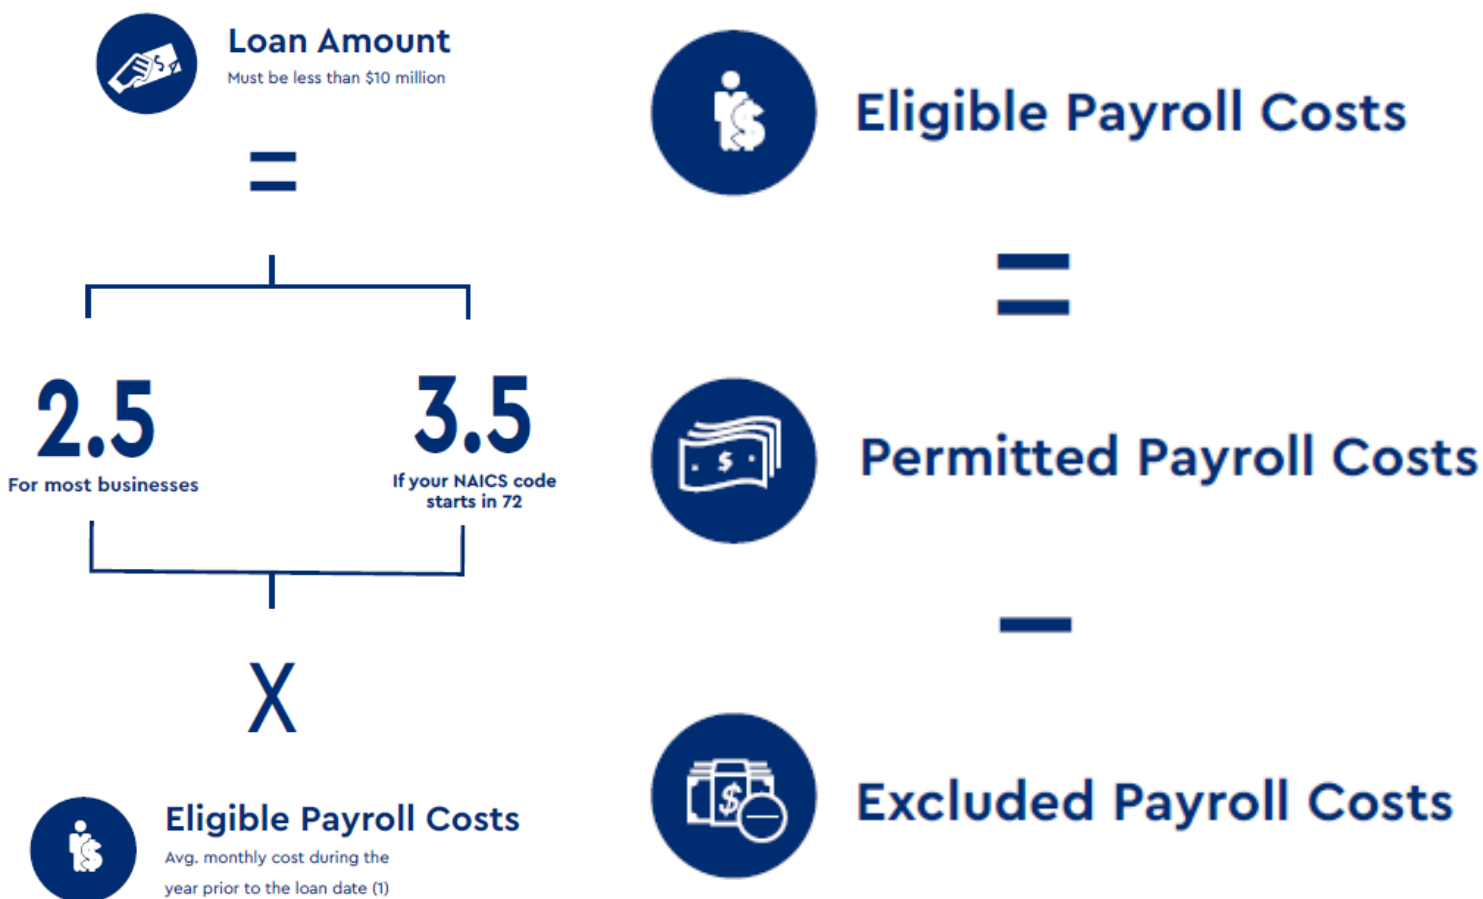 Loan Amount
Must be less than $10 million
=
2.5
For most businesses
3.5
If your NAICS code
starts in 72
X
Eligible Payroll Costs
Avg. monthly cost during the
year prior to the loan date (1)
Eligible Payroll Costs
=
Permitted Payroll Costs
–
Excluded Payroll Costs